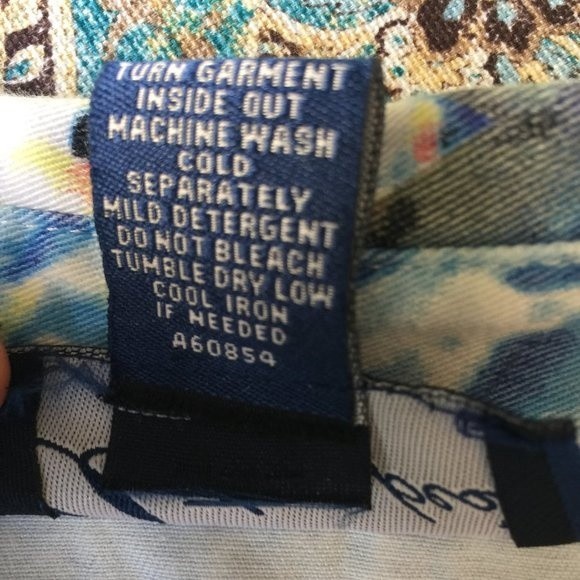 TURN GARMENT
INSIDE OUT
MACHINE WASH
COLD
SEPARATELY
MILD DETERGENT
DO NOT BLEACH
TUMBLE DRY LOW
COOL IRON
IF NEEDED
A60854